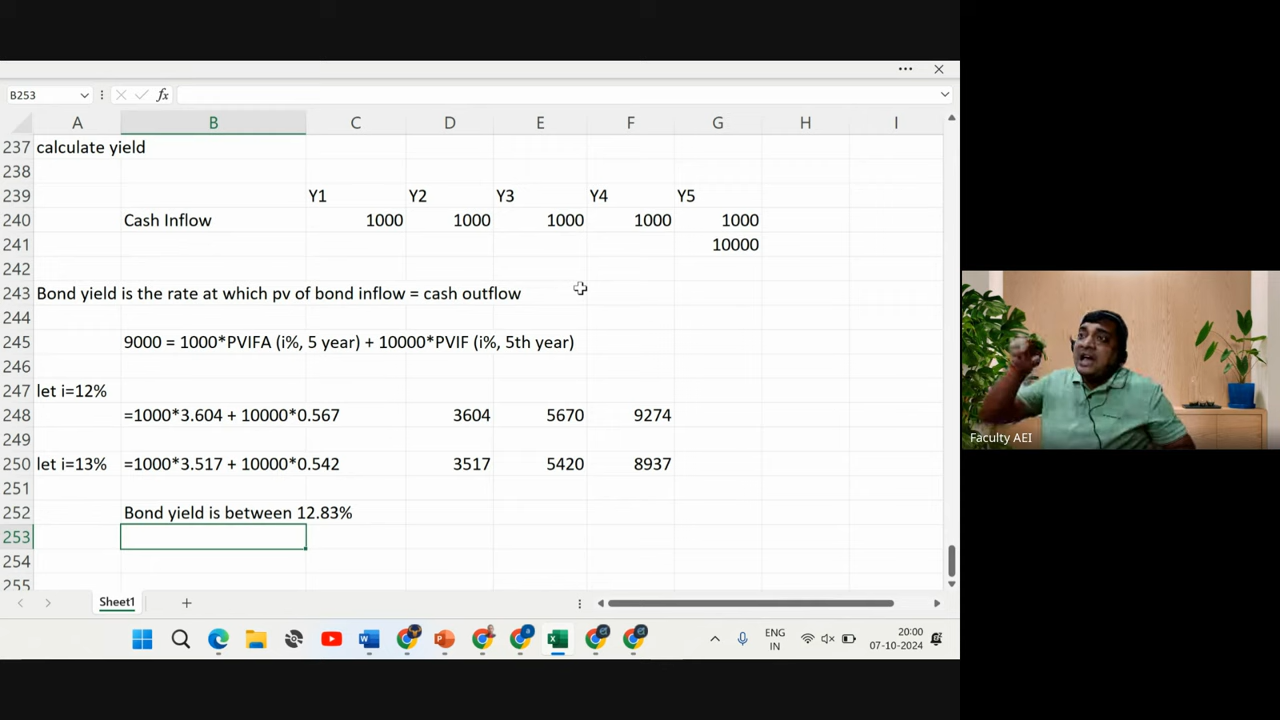 B253
fx
A B C D E F G H I
237 calculate yield
238
239 Y1 Y2 Y3 Y4 Y5
240 Cash Inflow 1000 1000 1000 1000 1000
241 10000
242
243 Bond yield is the rate at which pv of bond inflow = cash outflow
244
245 9000 = 1000*PVIFA (i%, 5 year) + 10000*PVIF (i%, 5th year)
246
247 let i=12%
248 =1000*3.604 + 10000*0.567 3604 5670 9274
249
250 let i=13% =1000*3.517 + 10000*0.542 3517 5420 8937
251
252 Bond yield is between 12.83%
253
254
255
Sheet1
ENG
IN
20:00
07-10-2024
Faculty AEI